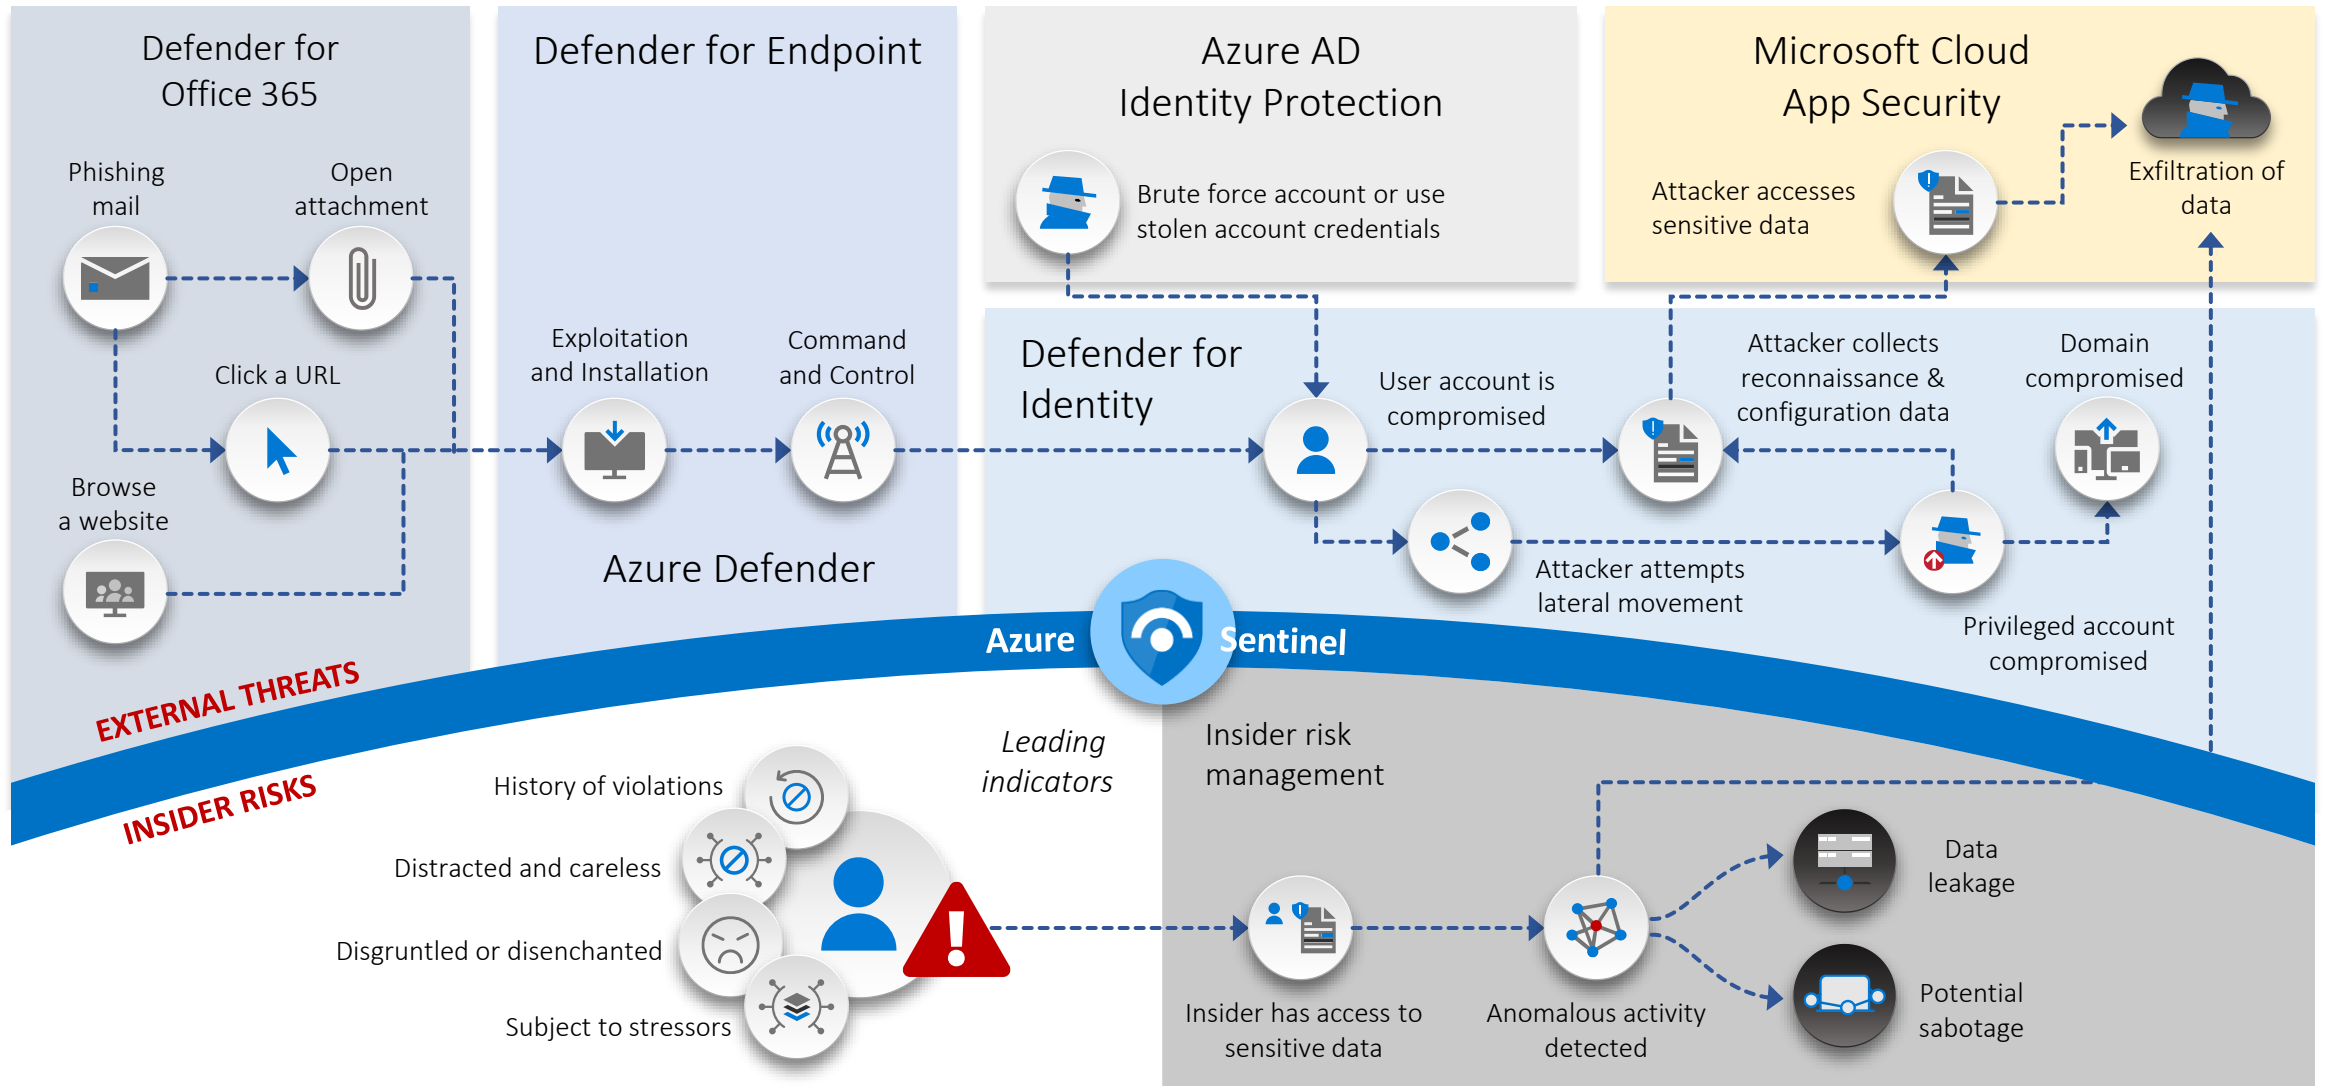 Defender for
Office 365
Phishing
mail
Open
attachment
Click a URL
Browse
a website
Defender for Endpoint
Exploitation
and Installation
Command
and Control
Azure Defender
Azure AD
Identity Protection
Brute force account or use
stolen account credentials
Microsoft Cloud
App Security
Attacker accesses
sensitive data
Exfiltration of
data
Defender for
Identity
User account is
compromised
Attacker collects
reconnaissance &
configuration data
Domain
compromised
Attacker attempts
lateral movement
Privileged account
compromised
Azure Sentinel
EXTERNAL THREATS
INSIDER RISKS
Leading
indicators
History of violations
Distracted and careless
Disgruntled or disenchanted
Subject to stressors
Insider risk
management
Insider has access to
sensitive data
Anomalous activity
detected
Data
leakage
Potential
sabotage